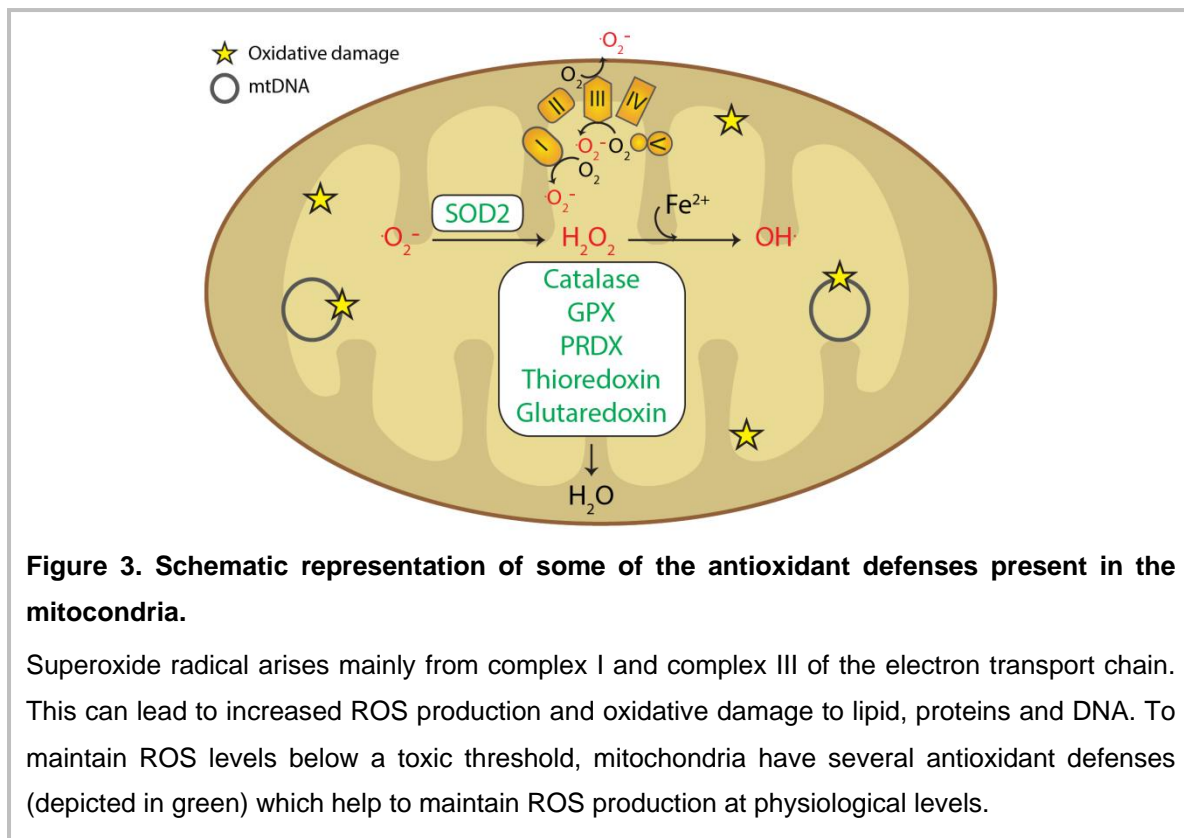 Oxidative damage
mtDNA
·O₂⁻
O₂
II
III
IV
I
·O₂⁻
O₂
V
O₂
·O₂⁻
Fe²⁺
SOD2
·O₂⁻
H₂O₂
OH·
Catalase
GPX
PRDX
Thioredoxin
Glutaredoxin
H₂O
Figure 3. Schematic representation of some of the antioxidant defenses present in the
mitocondria.
Superoxide radical arises mainly from complex I and complex III of the electron transport chain.
This can lead to increased ROS production and oxidative damage to lipid, proteins and DNA. To
maintain ROS levels below a toxic threshold, mitochondria have several antioxidant defenses
(depicted in green) which help to maintain ROS production at physiological levels.